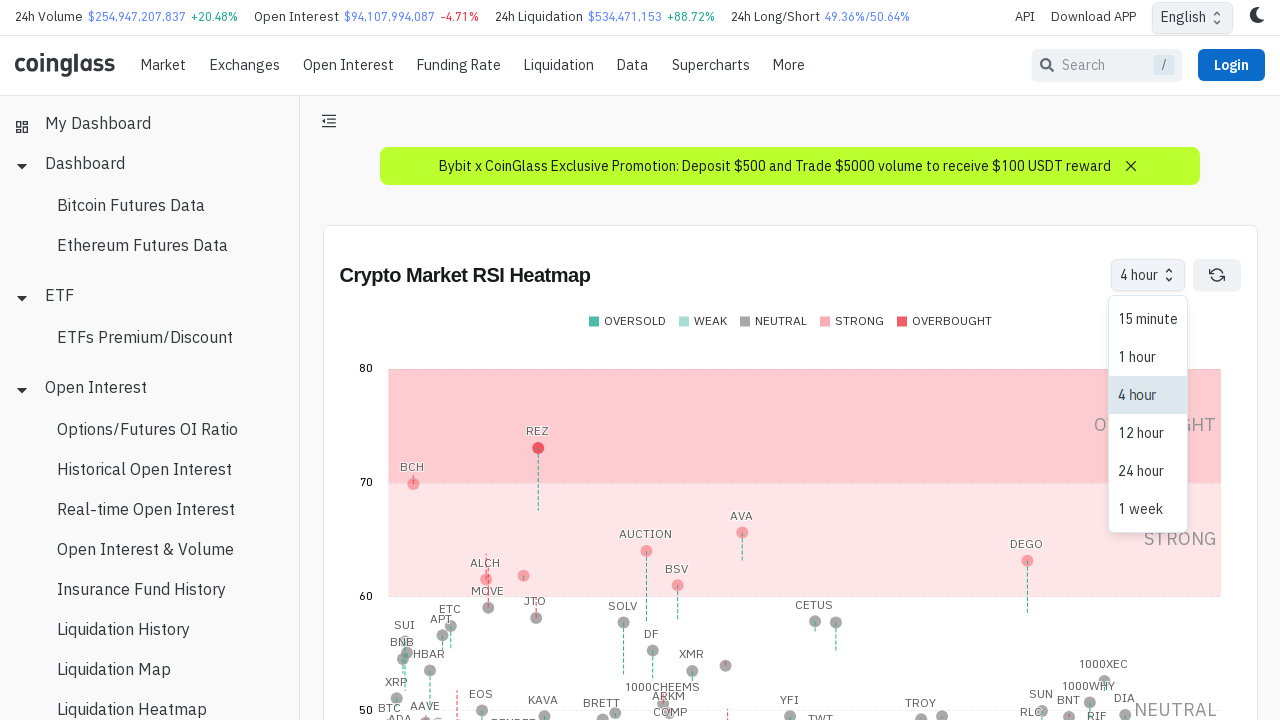 24h Volume $254,947,207,837 +20.48% Open Interest $94,107,994,087 -4.71% 24h Liquidation $534,471,153 +88.72% 24h Long/Short 49.36%/50.64% API Download APP English
coinglass Market Exchanges Open Interest Funding Rate Liquidation Data Supercharts More Search / Login
My Dashboard
Dashboard
Bitcoin Futures Data
Ethereum Futures Data
ETF
ETFs Premium/Discount
Open Interest
Options/Futures OI Ratio
Historical Open Interest
Real-time Open Interest
Open Interest & Volume
Insurance Fund History
Liquidation History
Liquidation Map
Liquidation Heatmap
Bybit x CoinGlass Exclusive Promotion: Deposit $500 and Trade $5000 volume to receive $100 USDT reward
Crypto Market RSI Heatmap
4 hour
15 minute
1 hour
4 hour
12 hour
24 hour
1 week
OVERSOLD WEAK NEUTRAL STRONG OVERBOUGHT
80
REZ
BCH
70
AVA
AUCTION
STRONG
DEGO
ALCH
BSV
MOVE
60
JTO
SOLV
CETUS
ETC
APT
SUI
DF
BNB
HBAR
XMR
1000XEC
XRP
1000CHEEMS
1000WHY
EOS
ARKM
SUN
KAVA
BRETT
YFI
TROY
BNT
DIA
BTC
AAVE
50
COMP
RLC
NEUTRAL
ADA
TWT
RIF